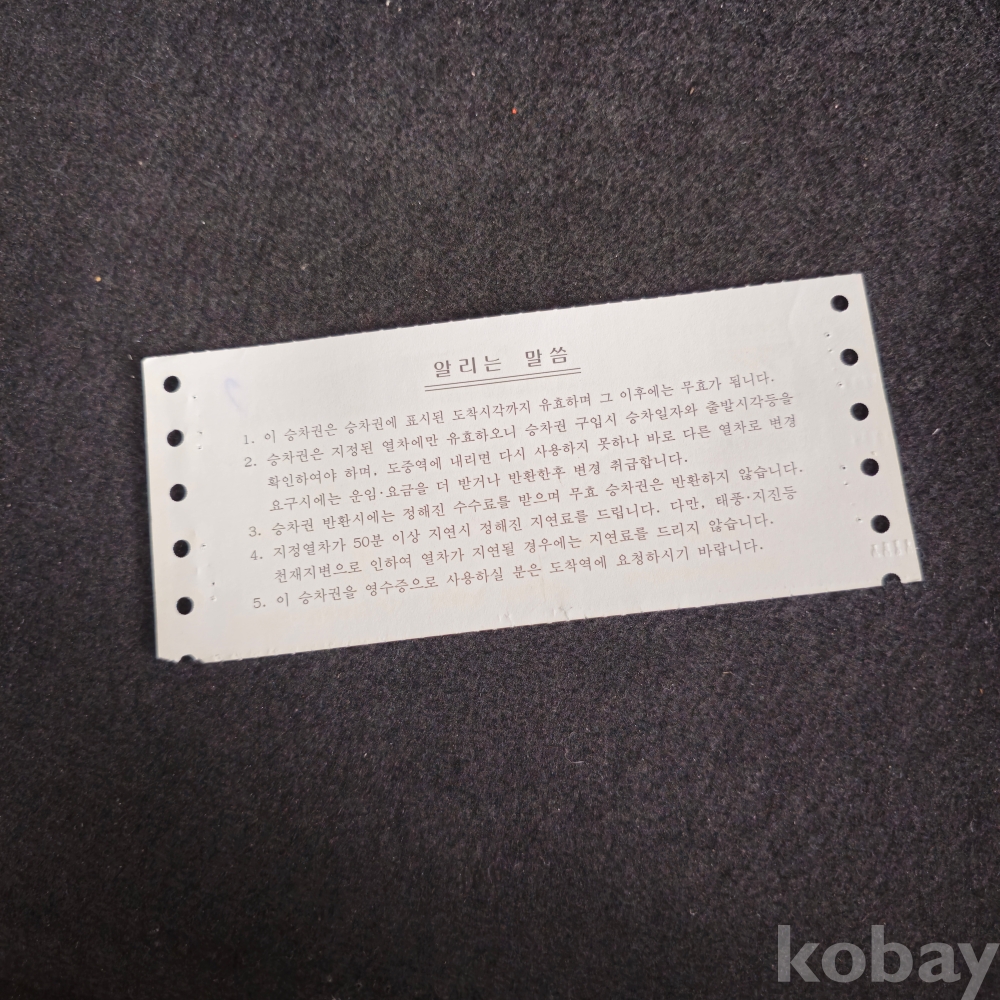 알리는 말씀
1. 이 승차권은 승차권에 표시된 도착시각까지 유효하며 그 이후에는 무효가 됩니다.
2. 승차권은 지정된 열차에만 유효하오니 승차권 구입시 승차일자와 출발시각등을
확인하여야 하며, 도중역에 내리면 다시 사용하지 못하나 바로 다른 열차로 변경
요구시에는 운임·요금을 더 받거나 반환한후 변경 취급합니다.
3. 승차권 반환시에는 정해진 수수료를 받으며 무효 승차권은 반환하지 않습니다.
4. 지정열차가 50분 이상 지연시 정해진 지연료를 드립니다. 다만, 태풍·지진등
천재지변으로 인하여 열차가 지연될 경우에는 지연료를 드리지 않습니다.
5. 이 승차권을 영수증으로 사용하실 분은 도착역에 요청하시기 바랍니다.
kobay